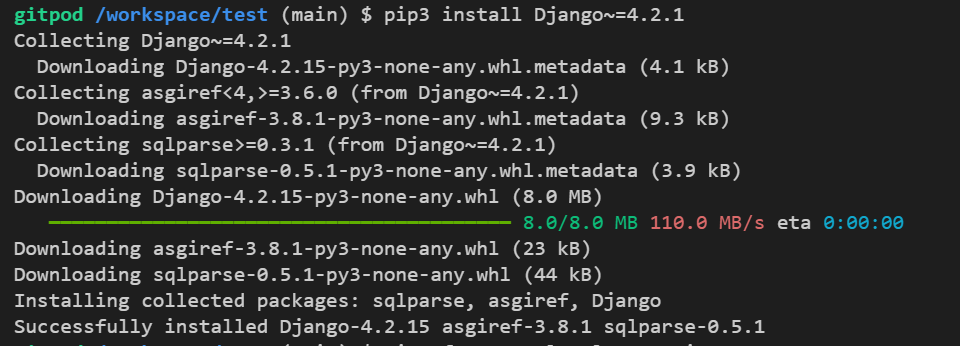 gitpod /workspace/test (main) $ pip3 install Django~=4.2.1
Collecting Django~=4.2.1
  Downloading Django-4.2.15-py3-none-any.whl.metadata (4.1 kB)
Collecting asgiref<4,>=3.6.0 (from Django~=4.2.1)
  Downloading asgiref-3.8.1-py3-none-any.whl.metadata (9.3 kB)
Collecting sqlparse>=0.3.1 (from Django~=4.2.1)
  Downloading sqlparse-0.5.1-py3-none-any.whl.metadata (3.9 kB)
Downloading Django-4.2.15-py3-none-any.whl (8.0 MB)
8.0/8.0 MB 110.0 MB/s eta 0:00:00
Downloading asgiref-3.8.1-py3-none-any.whl (23 kB)
Downloading sqlparse-0.5.1-py3-none-any.whl (44 kB)
Installing collected packages: sqlparse, asgiref, Django
Successfully installed Django-4.2.15 asgiref-3.8.1 sqlparse-0.5.1